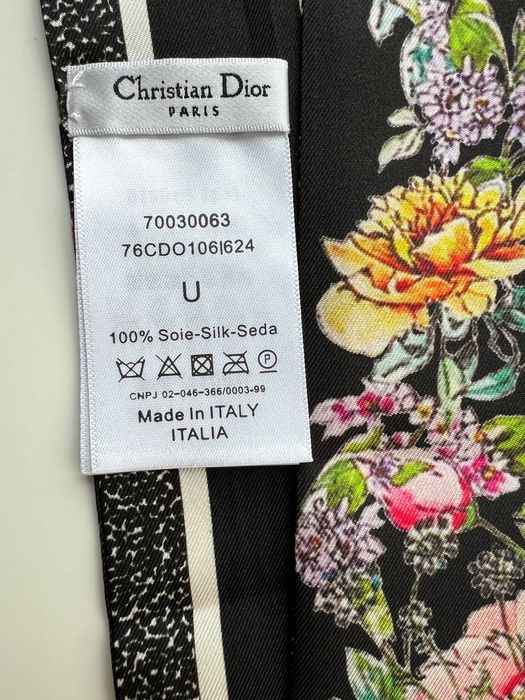 Christian Dior
PARIS
70030063
76CDO106I624
U
100% Soie-Silk-Seda
P
CNPJ 02-046-366/0003-99
Made In ITALY
ITALIA